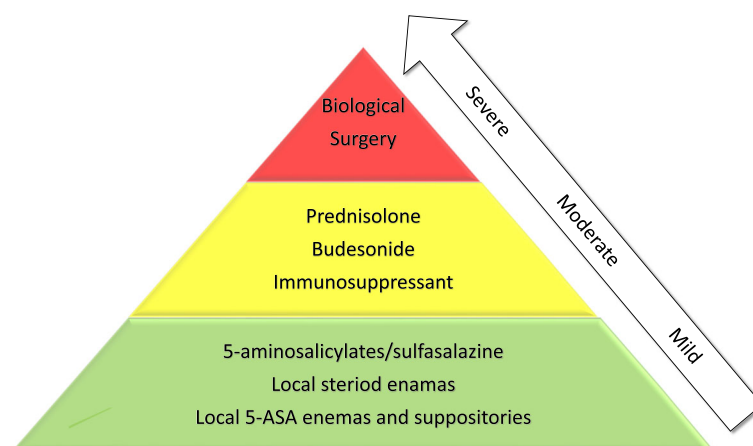 Biological
Surgery
Severe
Prednisolone
Budesonide
Immunosuppressant
Moderate
5-aminosalicylates/sulfasalazine
Local steriod enamas
Local 5-ASA enemas and suppositories
Mild